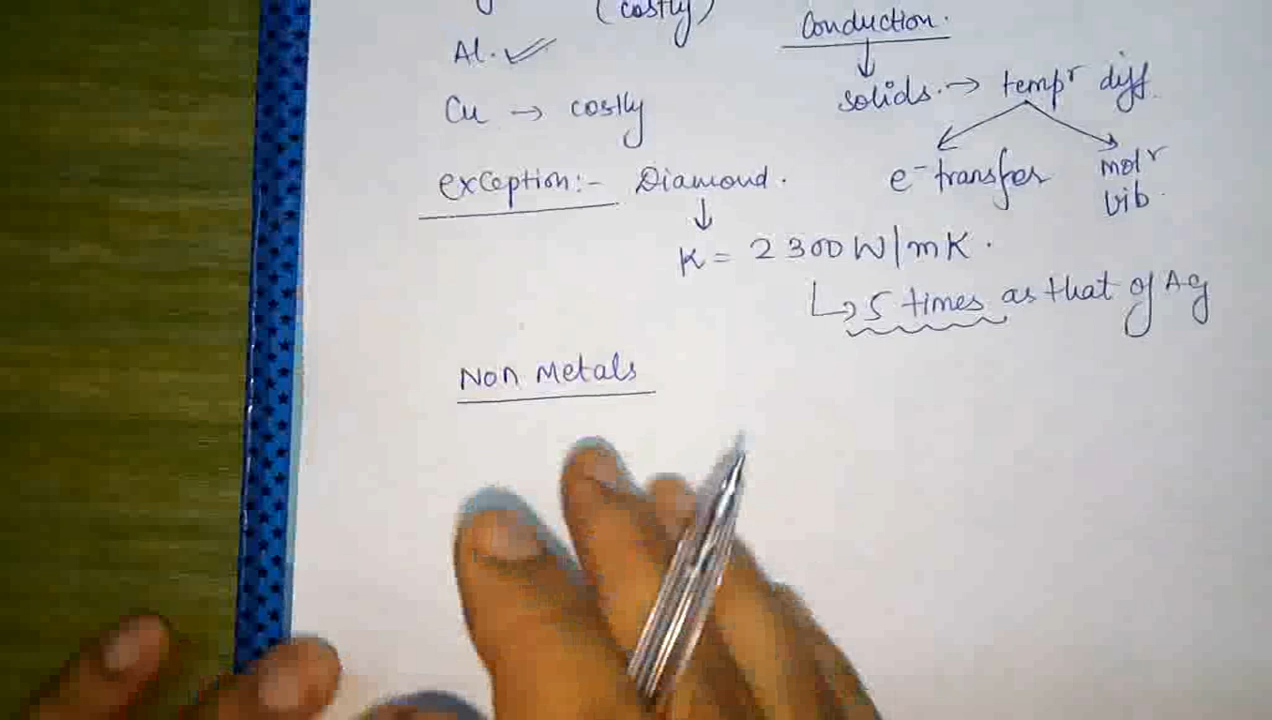 (costly)
Al. ✓
Cu → costly
exception:- Diamond.
↓
K = 2300 W/mK.
↳ 5 times as that of Ag
Non Metals
Conduction.
↓
solids. → tempr diff.
e- transfer
molr
vib.